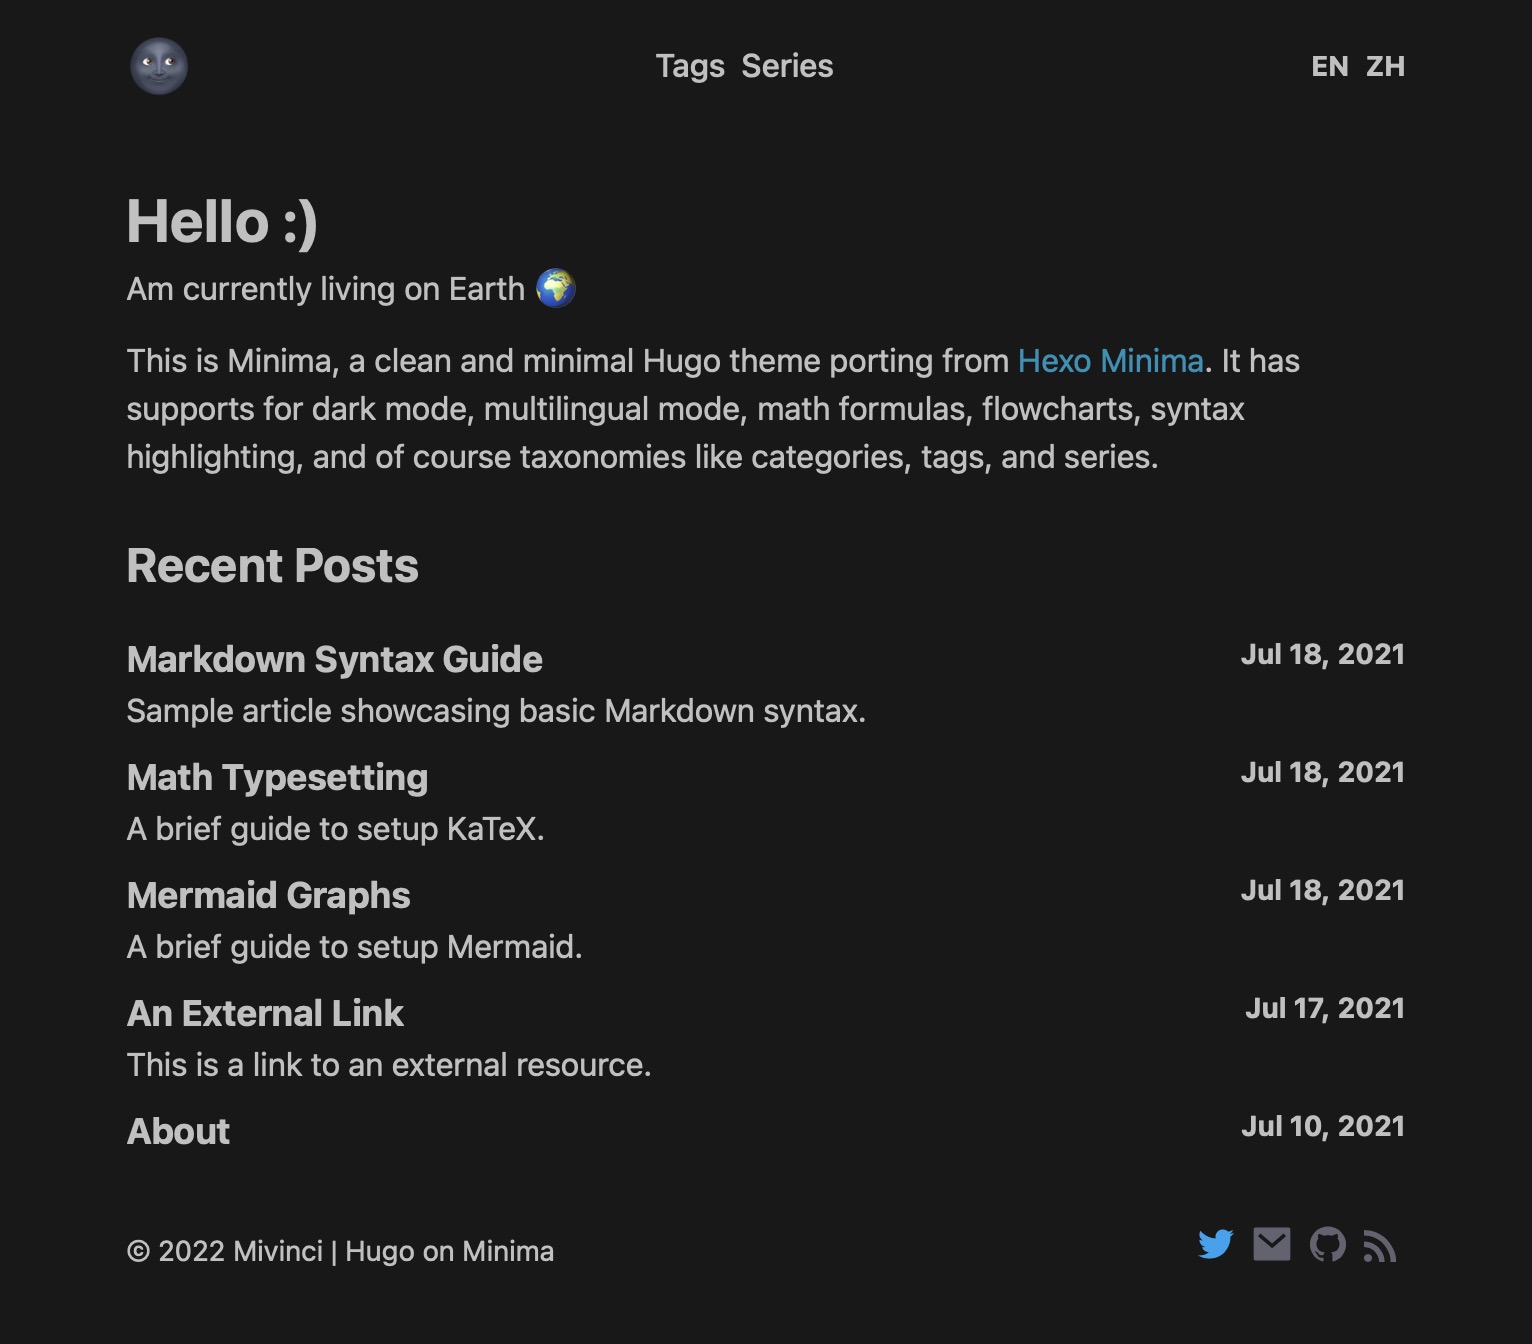 Tags Series
EN ZH
Hello :)
Am currently living on Earth 🌍
This is Minima, a clean and minimal Hugo theme porting from Hexo Minima. It has
supports for dark mode, multilingual mode, math formulas, flowcharts, syntax
highlighting, and of course taxonomies like categories, tags, and series.
Recent Posts
Markdown Syntax Guide
Jul 18, 2021
Sample article showcasing basic Markdown syntax.
Math Typesetting
Jul 18, 2021
A brief guide to setup KaTeX.
Mermaid Graphs
Jul 18, 2021
A brief guide to setup Mermaid.
An External Link
Jul 17, 2021
This is a link to an external resource.
About
Jul 10, 2021
© 2022 Mivinci | Hugo on Minima